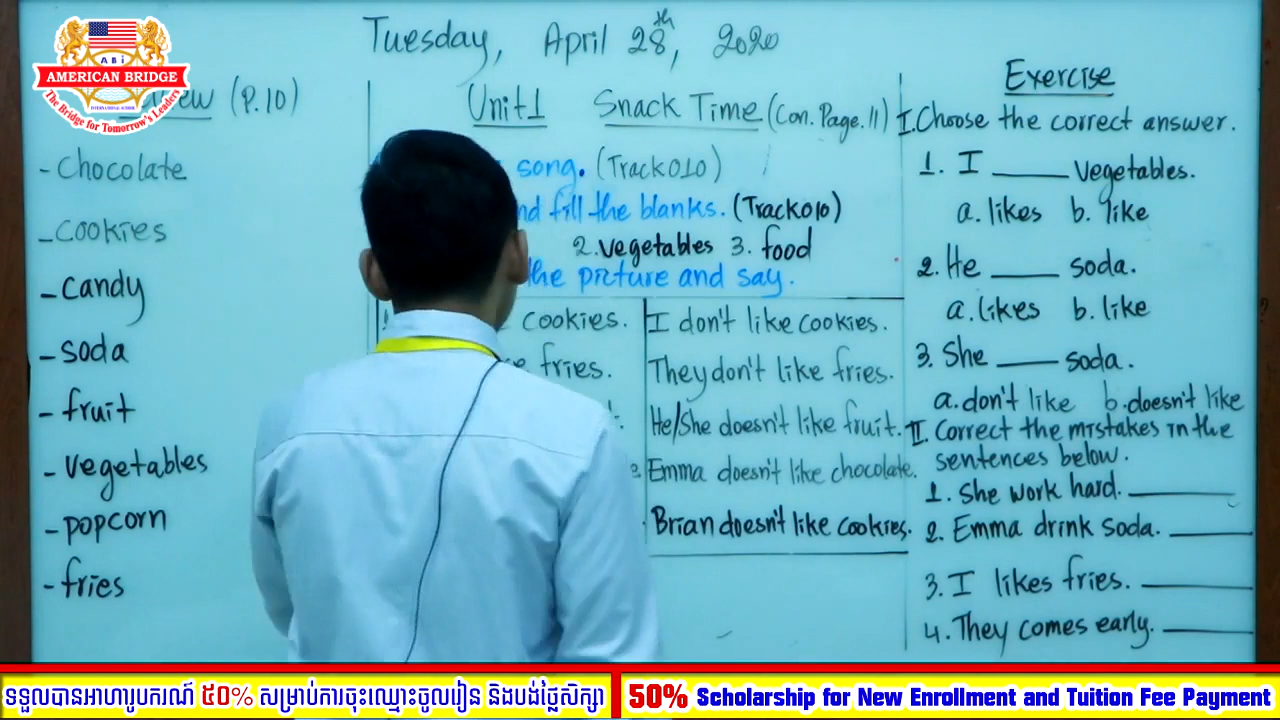 ABi
AMERICAN BRIDGE
INTERNATIONAL SCHOOL
The Bridge for Tomorrow's Leaders
Tuesday, April 28th, 2020
(P.10)
- Chocolate
- cookies
- candy
- soda
- fruit
- vegetables
- popcorn
- fries
Unit1 Snack Time (Con. Page. 11)
song. (Track010)
fill the blanks. (Track010)
2. vegetables 3. food
the picture and say.
cookies. I don't like cookies.
fries. They don't like fries.
He/She doesn't like fruit.
Emma doesn't like chocolate.
Brian doesn't like cookies.
Exercise
I. Choose the correct answer.
1. I ____ vegetables.
a. likes b. like
2. He ____ soda.
a. likes b. like
3. She ____ soda.
a. don't like b. doesn't like
II. Correct the mistakes in the
sentences below.
1. She work hard. ____
2. Emma drink soda. ____
3. I likes fries. ____
4. They comes early. ____
ទទួលបានអាហារូបករណ៍ ៥០% សម្រាប់ការចុះឈ្មោះចូលរៀន និងបង់ថ្លៃសិក្សា
50% Scholarship for New Enrollment and Tuition Fee Payment